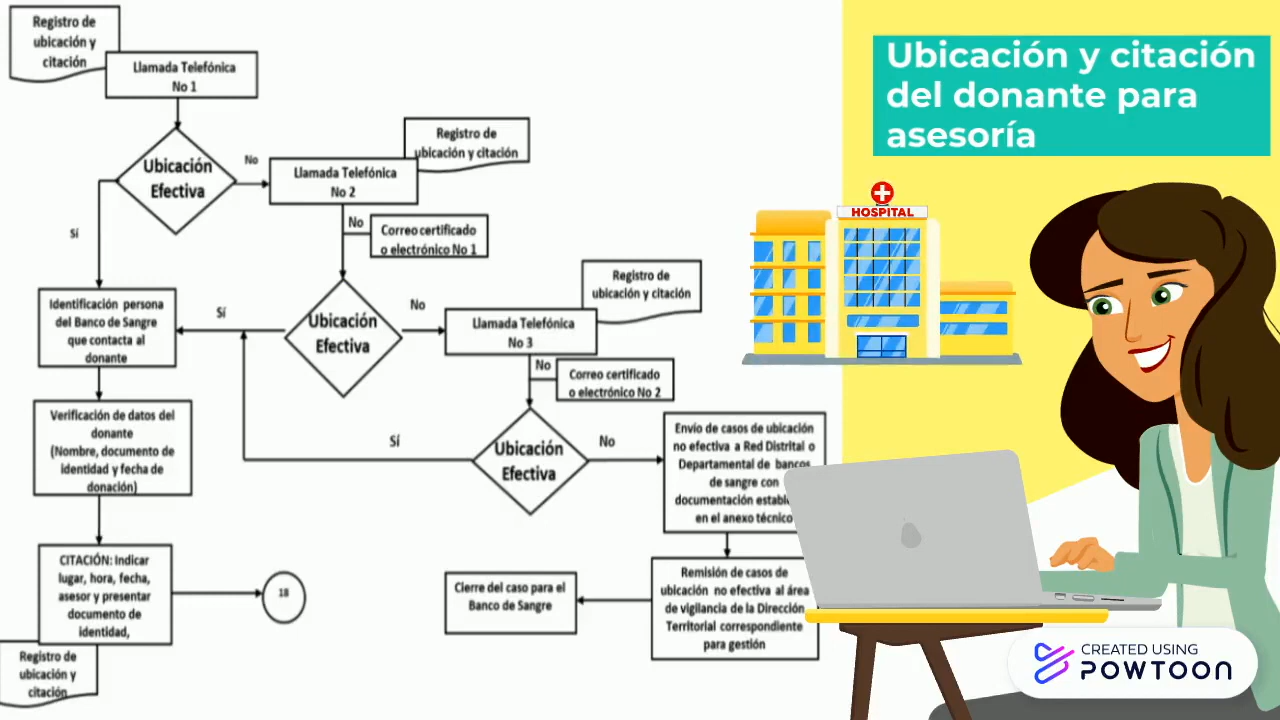 Ubicación y citación
del donante para
asesoría
Registro de
ubicación y
citación
Llamada Telefónica
No 1
Ubicación
Efectiva
No
Sí
Llamada Telefónica
No 2
Registro de
ubicación y citación
No
Correo certificado
o electrónico No 1
Ubicación
Efectiva
Sí
No
Llamada Telefónica
No 3
Registro de
ubicación y citación
No
Correo certificado
o electrónico No 2
Ubicación
Efectiva
Sí
No
Envío de casos de ubicación
no efectiva a Red Distrital o
Departamental de bancos
de sangre con
documentación
en el anexo técnico
Remisión de casos de
ubicación no efectiva al área
de vigilancia de la Dirección
Territorial correspondiente
para gestión
Cierre del caso para el
Banco de Sangre
Identificación persona
del Banco de Sangre
que contacta al
donante
Verificación de datos del
donante
(Nombre, documento de
identidad y fecha de
donación)
CITACIÓN: Indicar
lugar, hora, fecha,
asesor y presentar
documento de
identidad,
18
Registro de
ubicación y
citación
HOSPITAL
CREATED USING
POWTOON